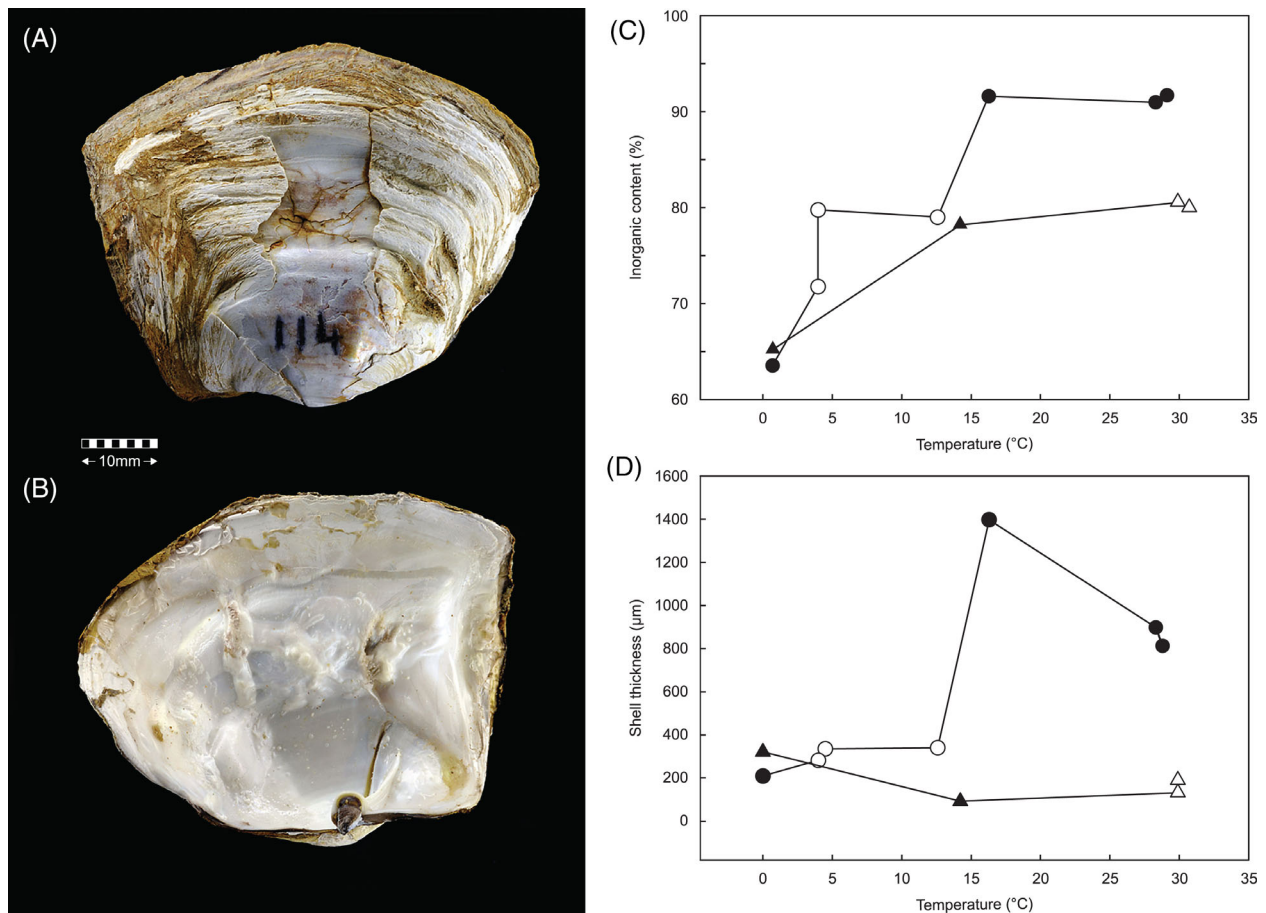 (A)
114
10mm
(B)
(C)
100
90
80
70
60
Inorganic content (%)
0 5 10 15 20 25 30 35
Temperature (°C)
(D)
1600
1400
1200
1000
800
600
400
200
0
Shell thickness (µm)
0 5 10 15 20 25 30 35
Temperature (°C)